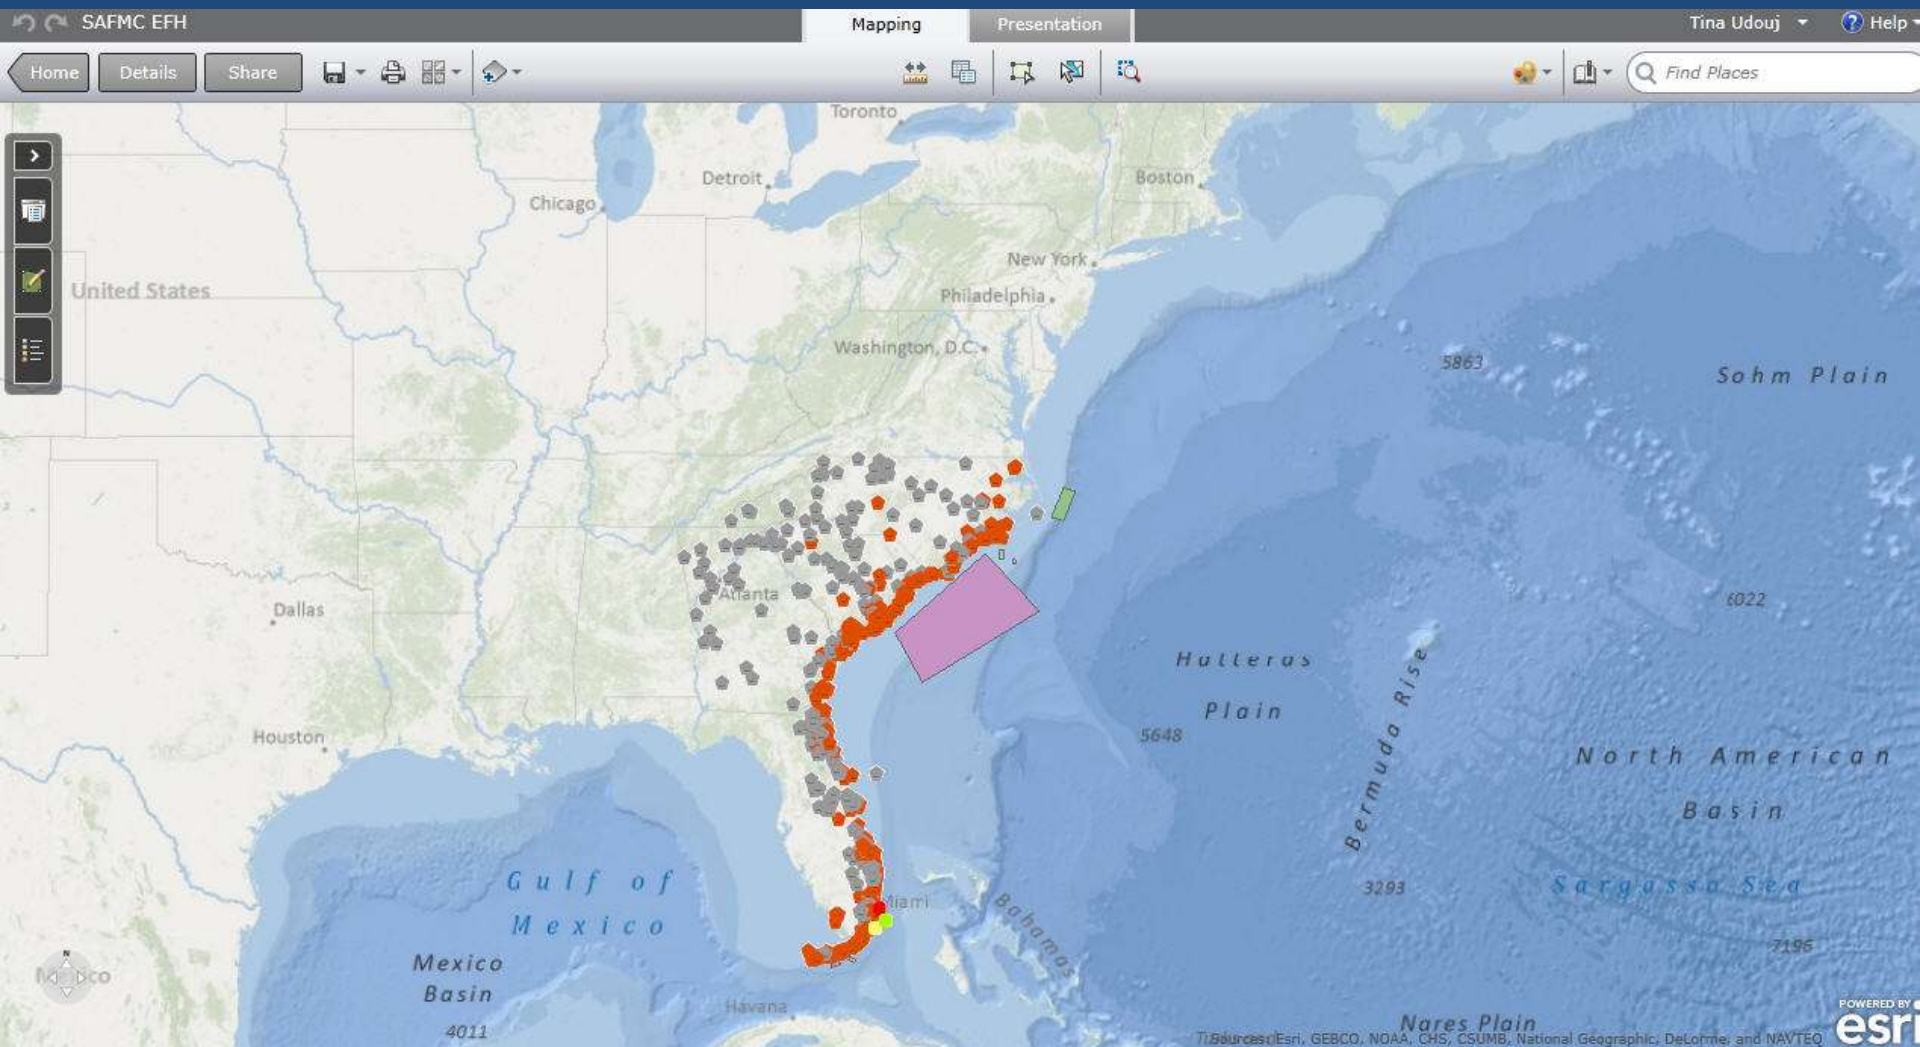 SAFMC EFH
Mapping
Presentation
Tina Udouj
Help
Home
Details
Share
Find Places
Toronto
Detroit
Boston
Chicago
New York
United States
Philadelphia
Washington, D.C.
5863
Sohm Plain
Atlanta
Dallas
6022
Hatteras
Plain
Bermuda Rise
Houston
5648
North American
Basin
Gulf of
Mexico
Miami
3293
Sargasso Sea
Bahamas
7196
N
Mexico
Mexico
Basin
Havana
4011
Nares Plain
POWERED BY
esri
Sources: Esri, GEBCO, NOAA, CHS, CSUMB, National Geographic, DeLorme, and NAVTEQ